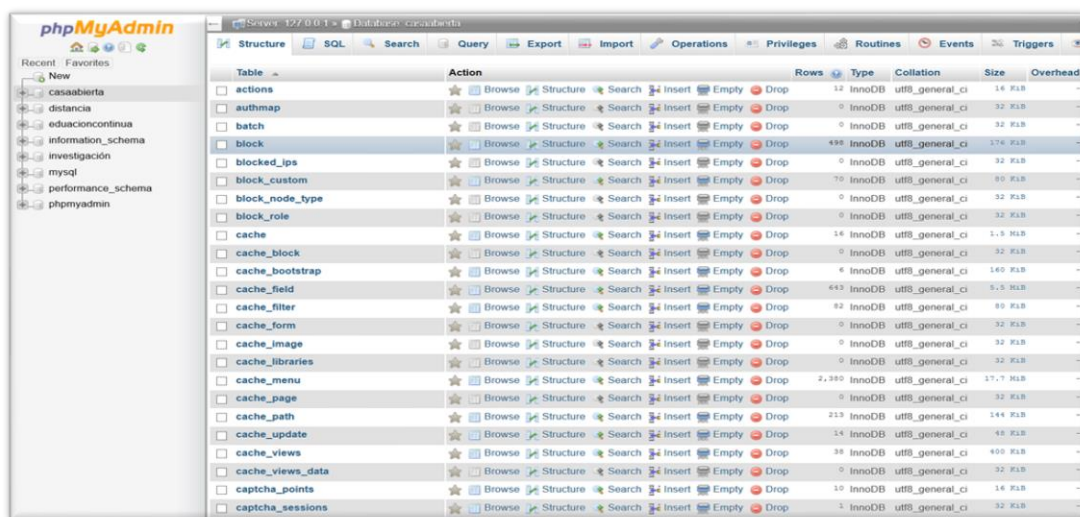 phpMyAdmin
Recent Favorites
New
casaabierta
distancia
eduacioncontinua
information_schema
investigación
mysql
performance_schema
phpmyadmin
Server: 127.0.0.1 » Database: casaabierta
Structure SQL Search Query Export Import Operations Privileges Routines Events Triggers
Table Action Rows Type Collation Size Overhead
actions Browse Structure Search Insert Empty Drop 12 InnoDB utf8_general_ci 16 KiB -
authmap Browse Structure Search Insert Empty Drop 0 InnoDB utf8_general_ci 32 KiB -
batch Browse Structure Search Insert Empty Drop 0 InnoDB utf8_general_ci 32 KiB -
block Browse Structure Search Insert Empty Drop 498 InnoDB utf8_general_ci 176 KiB -
blocked_ips Browse Structure Search Insert Empty Drop 0 InnoDB utf8_general_ci 32 KiB -
block_custom Browse Structure Search Insert Empty Drop 70 InnoDB utf8_general_ci 80 KiB -
block_node_type Browse Structure Search Insert Empty Drop 0 InnoDB utf8_general_ci 32 KiB -
block_role Browse Structure Search Insert Empty Drop 0 InnoDB utf8_general_ci 32 KiB -
cache Browse Structure Search Insert Empty Drop 16 InnoDB utf8_general_ci 1.5 MiB -
cache_block Browse Structure Search Insert Empty Drop 0 InnoDB utf8_general_ci 32 KiB -
cache_bootstrap Browse Structure Search Insert Empty Drop 6 InnoDB utf8_general_ci 160 KiB -
cache_field Browse Structure Search Insert Empty Drop 643 InnoDB utf8_general_ci 5.5 MiB -
cache_filter Browse Structure Search Insert Empty Drop 82 InnoDB utf8_general_ci 80 KiB -
cache_form Browse Structure Search Insert Empty Drop 0 InnoDB utf8_general_ci 32 KiB -
cache_image Browse Structure Search Insert Empty Drop 0 InnoDB utf8_general_ci 32 KiB -
cache_libraries Browse Structure Search Insert Empty Drop 0 InnoDB utf8_general_ci 32 KiB -
cache_menu Browse Structure Search Insert Empty Drop 2,380 InnoDB utf8_general_ci 17.7 MiB -
cache_page Browse Structure Search Insert Empty Drop 0 InnoDB utf8_general_ci 32 KiB -
cache_path Browse Structure Search Insert Empty Drop 213 InnoDB utf8_general_ci 144 KiB -
cache_update Browse Structure Search Insert Empty Drop 14 InnoDB utf8_general_ci 48 KiB -
cache_views Browse Structure Search Insert Empty Drop 38 InnoDB utf8_general_ci 400 KiB -
cache_views_data Browse Structure Search Insert Empty Drop 0 InnoDB utf8_general_ci 32 KiB -
captcha_points Browse Structure Search Insert Empty Drop 10 InnoDB utf8_general_ci 16 KiB -
captcha_sessions Browse Structure Search Insert Empty Drop 1 InnoDB utf8_general_ci 32 KiB -